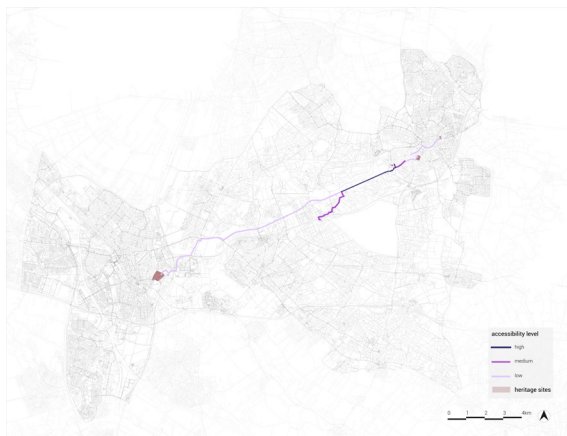 accessibility level
high
medium
low
heritage sites
0 1 2 3 4km